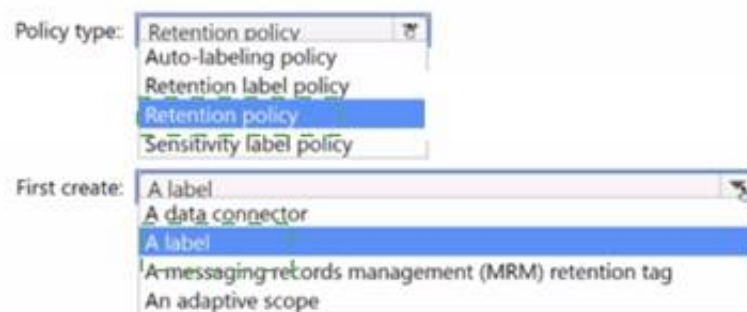 Policy type: Retention policy
Auto-labeling policy
Retention label policy
Retention policy
Sensitivity label policy
First create: A label
A data connector
A label
A messaging records management (MRM) retention tag
An adaptive scope